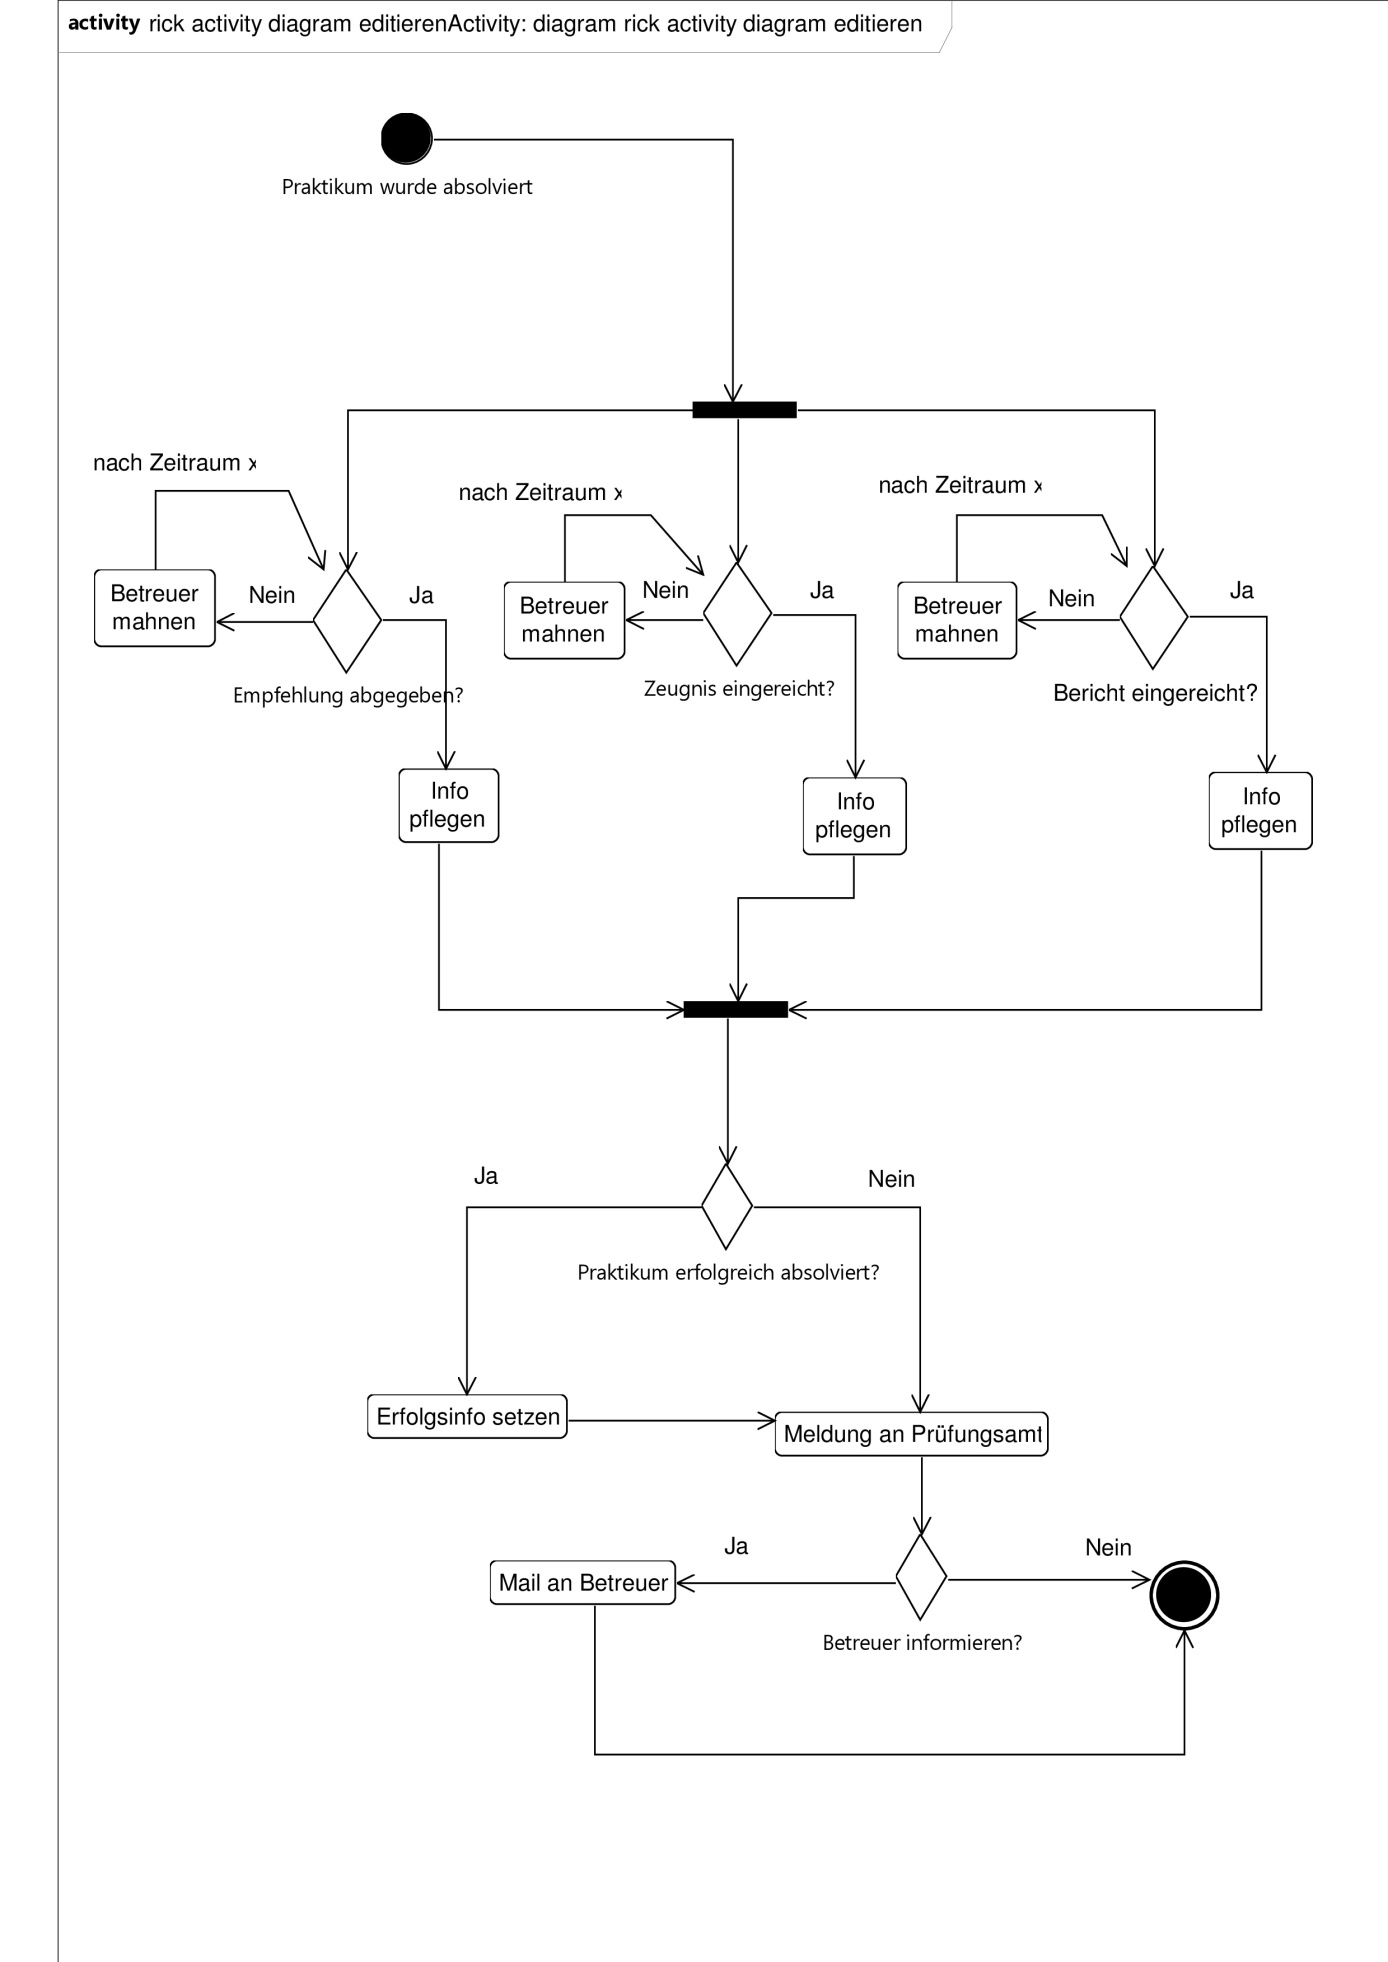 activity rick activity diagram editierenActivity: diagram rick activity diagram editieren
Praktikum wurde absolviert
nach Zeitraum x
nach Zeitraum x
nach Zeitraum x
Betreuer
mahnen
Nein
Ja
Betreuer
mahnen
Nein
Ja
Betreuer
mahnen
Nein
Ja
Empfehlung abgegeben?
Zeugnis eingereicht?
Bericht eingereicht?
Info
pflegen
Info
pflegen
Info
pflegen
Ja
Nein
Praktikum erfolgreich absolviert?
Erfolgsinfo setzen
Meldung an Prüfungsamt
Ja
Nein
Mail an Betreuer
Betreuer informieren?